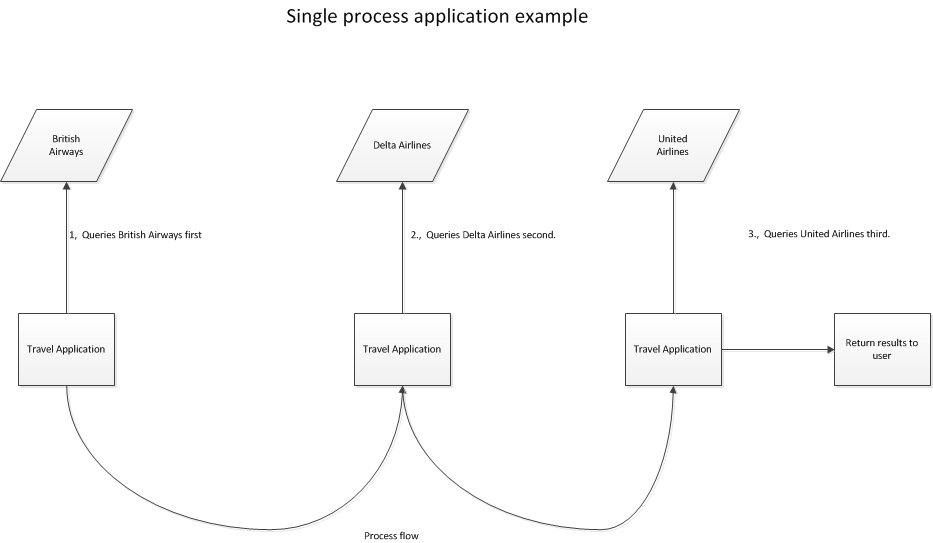 Single process application example
British
Airways
Delta Airlines
United
Airlines
1, Queries British Airways first
2., Queries Delta Airlines second.
3., Queries United Airlines third.
Travel Application
Travel Application
Travel Application
Return results to
user
Process flow